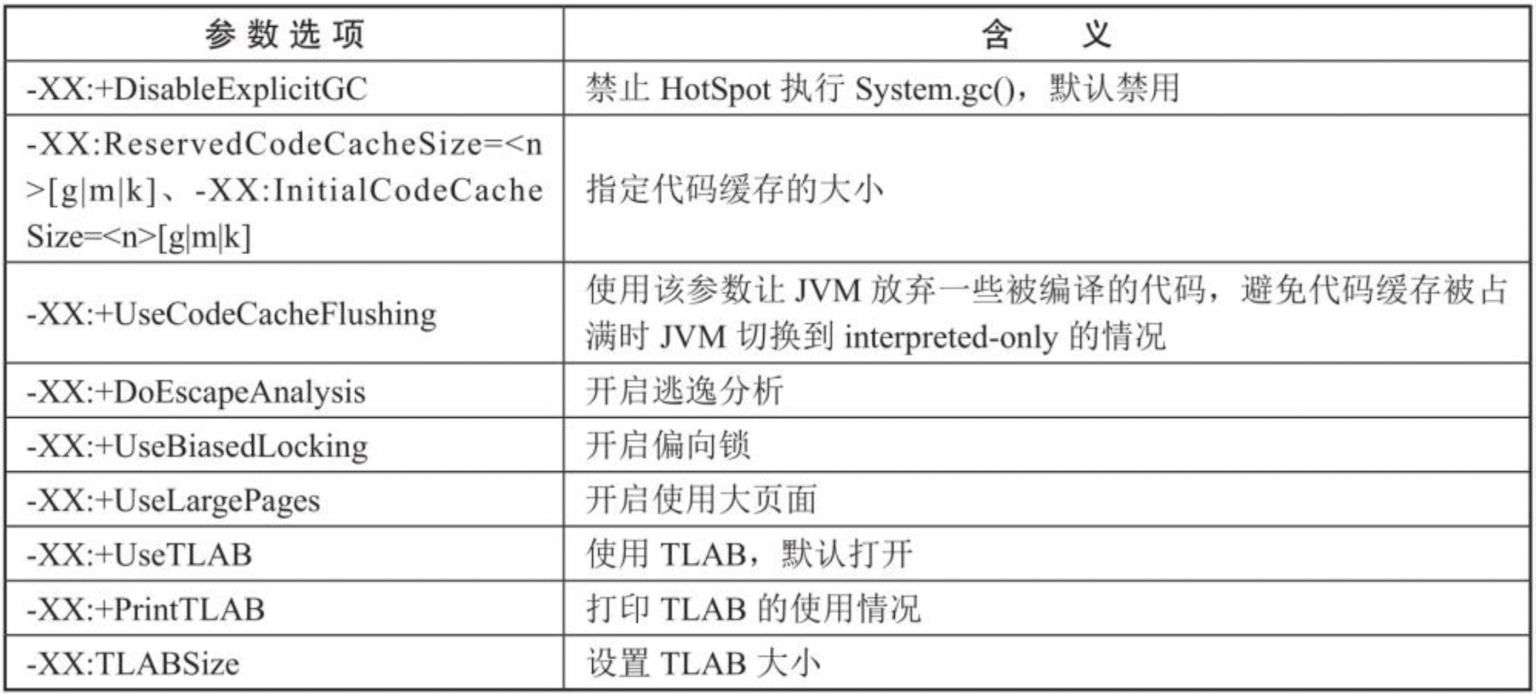 参数选项
含 义
-XX:+DisableExplicitGC
禁止 HotSpot 执行 System.gc()，默认禁用
-XX:ReservedCodeCacheSize=<n
>[g|m|k]、-XX:InitialCodeCache
Size=<n>[g|m|k]
指定代码缓存的大小
-XX:+UseCodeCacheFlushing
使用该参数让 JVM 放弃一些被编译的代码，避免代码缓存被占
满时 JVM 切换到 interpreted-only 的情况
-XX:+DoEscapeAnalysis
开启逃逸分析
-XX:+UseBiasedLocking
开启偏向锁
-XX:+UseLargePages
开启使用大页面
-XX:+UseTLAB
使用 TLAB，默认打开
-XX:+PrintTLAB
打印 TLAB 的使用情况
-XX:TLABSize
设置 TLAB 大小